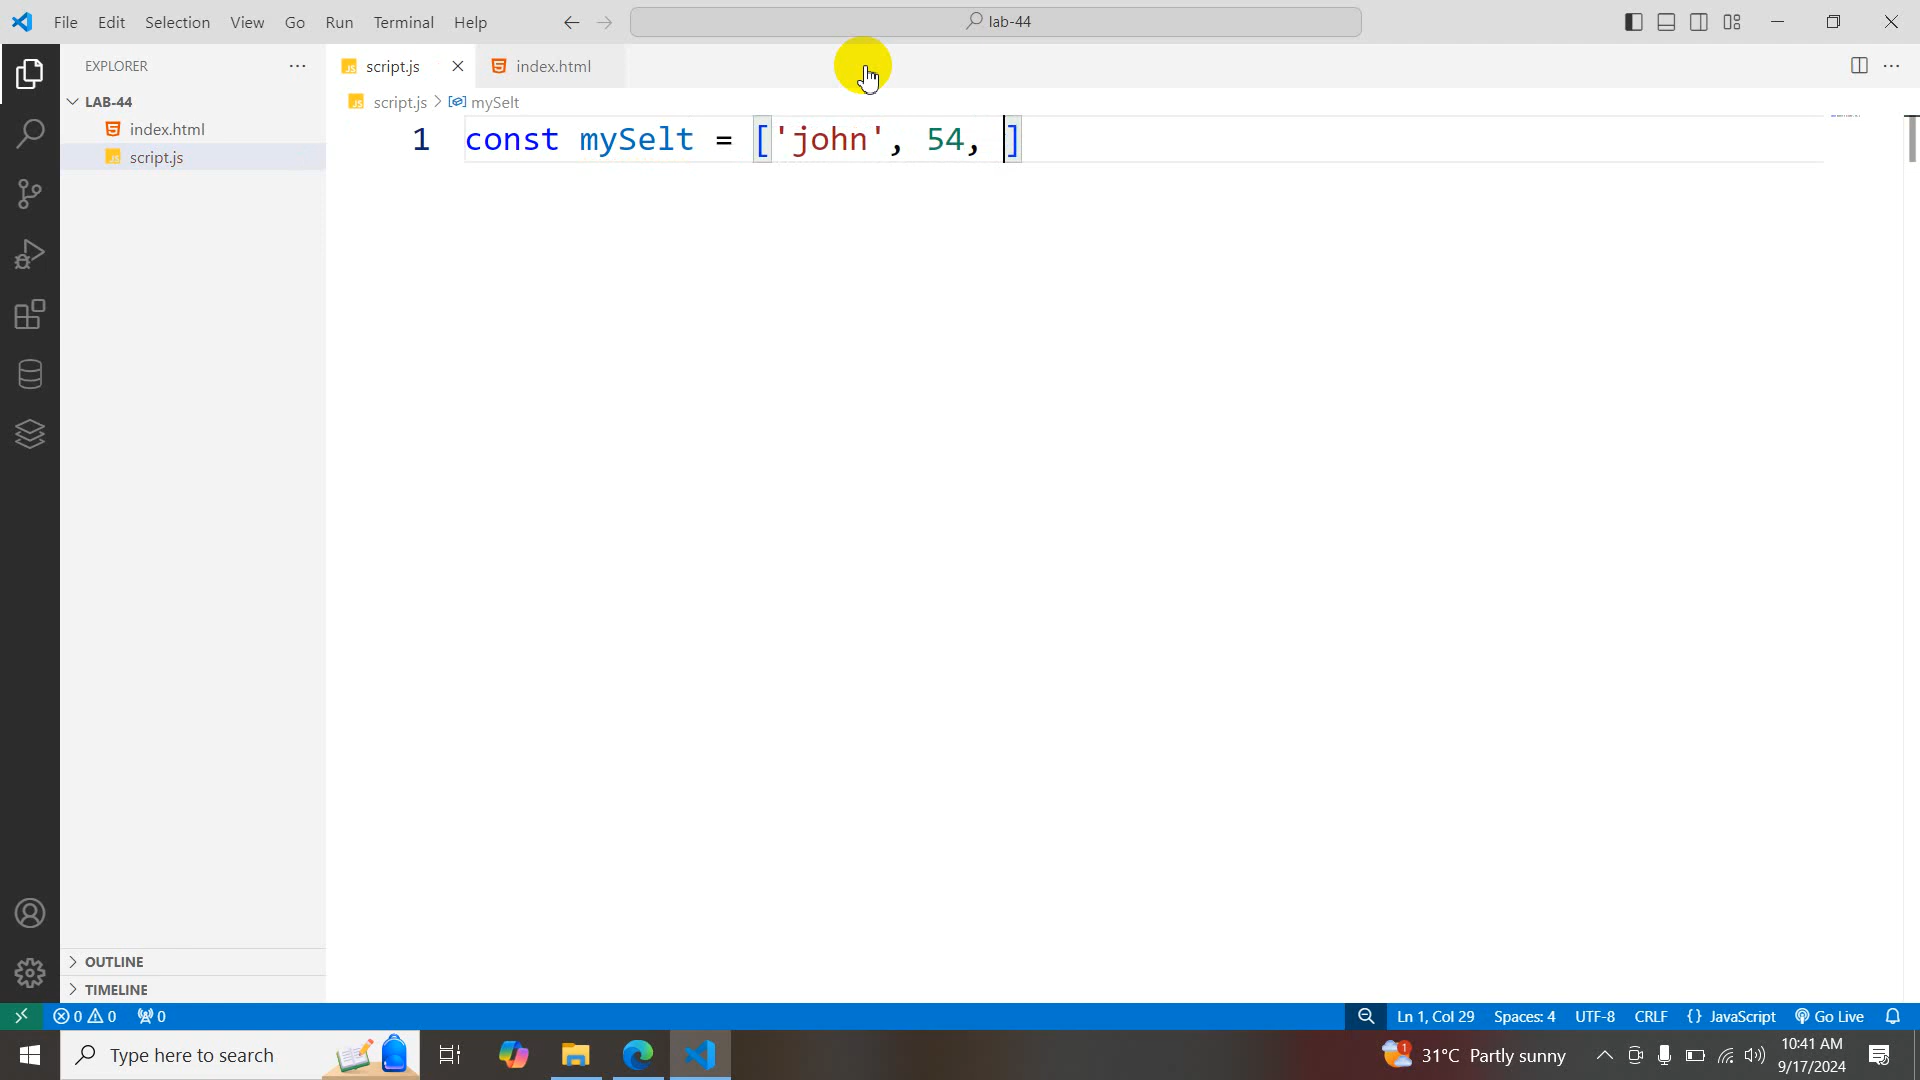 File Edit Selection View Go Run Terminal Help
lab-44
EXPLORER
script.js
index.html
LAB-44
script.js
mySelt
index.html
script.js
1
const mySelt = ['john', 54, ]
OUTLINE
TIMELINE
0 0 0
Ln 1, Col 29 Spaces: 4 UTF-8 CRLF {} JavaScript Go Live
Type here to search
1
31°C Partly sunny
10:41 AM
9/17/2024